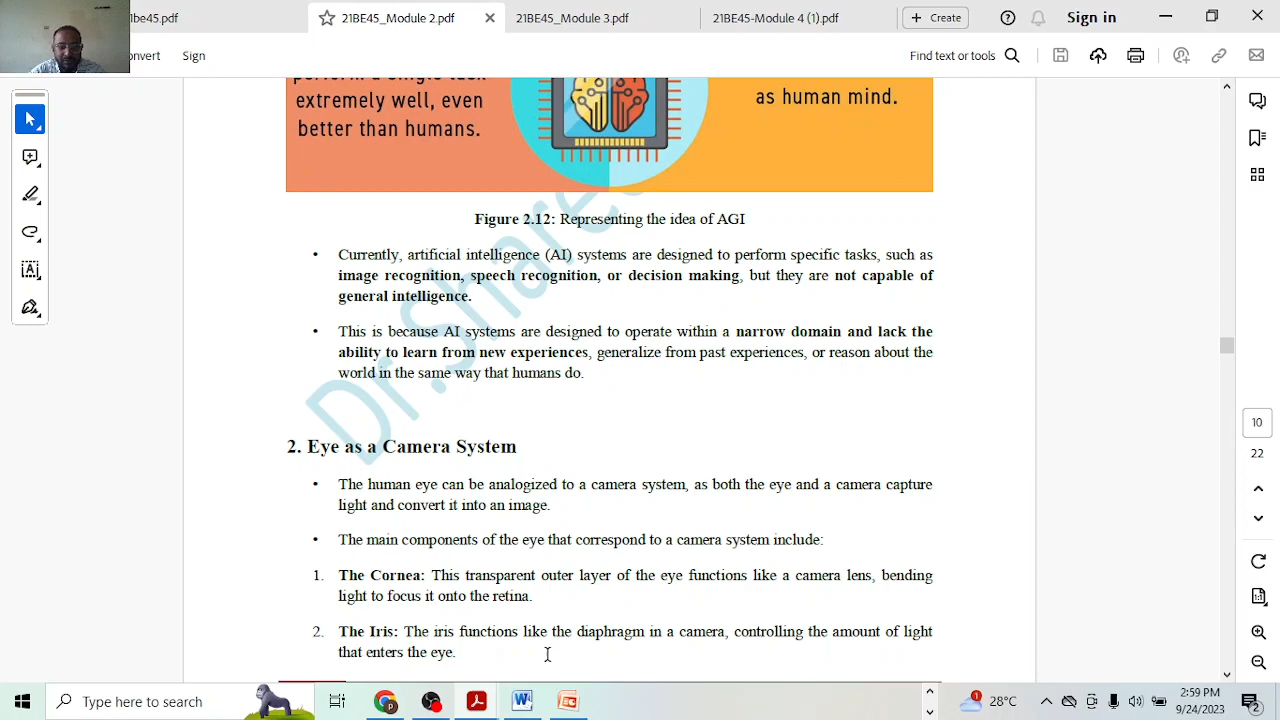 be45.pdf
21BE45_Module 2.pdf
21BE45_Module 3.pdf
21BE45-Module 4 (1).pdf
Create
Sign in
Sign
Find text or tools
extremely well, even
better than humans.
as human mind.
Figure 2.12: Representing the idea of AGI
• Currently, artificial intelligence (AI) systems are designed to perform specific tasks, such as
image recognition, speech recognition, or decision making, but they are not capable of
general intelligence.
• This is because AI systems are designed to operate within a narrow domain and lack the
ability to learn from new experiences, generalize from past experiences, or reason about the
world in the same way that humans do.
2. Eye as a Camera System
• The human eye can be analogized to a camera system, as both the eye and a camera capture
light and convert it into an image.
• The main components of the eye that correspond to a camera system include:
1. The Cornea: This transparent outer layer of the eye functions like a camera lens, bending
light to focus it onto the retina.
2. The Iris: The iris functions like the diaphragm in a camera, controlling the amount of light
that enters the eye.
10
22
Type here to search
28°C
2:59 PM
9/24/2023